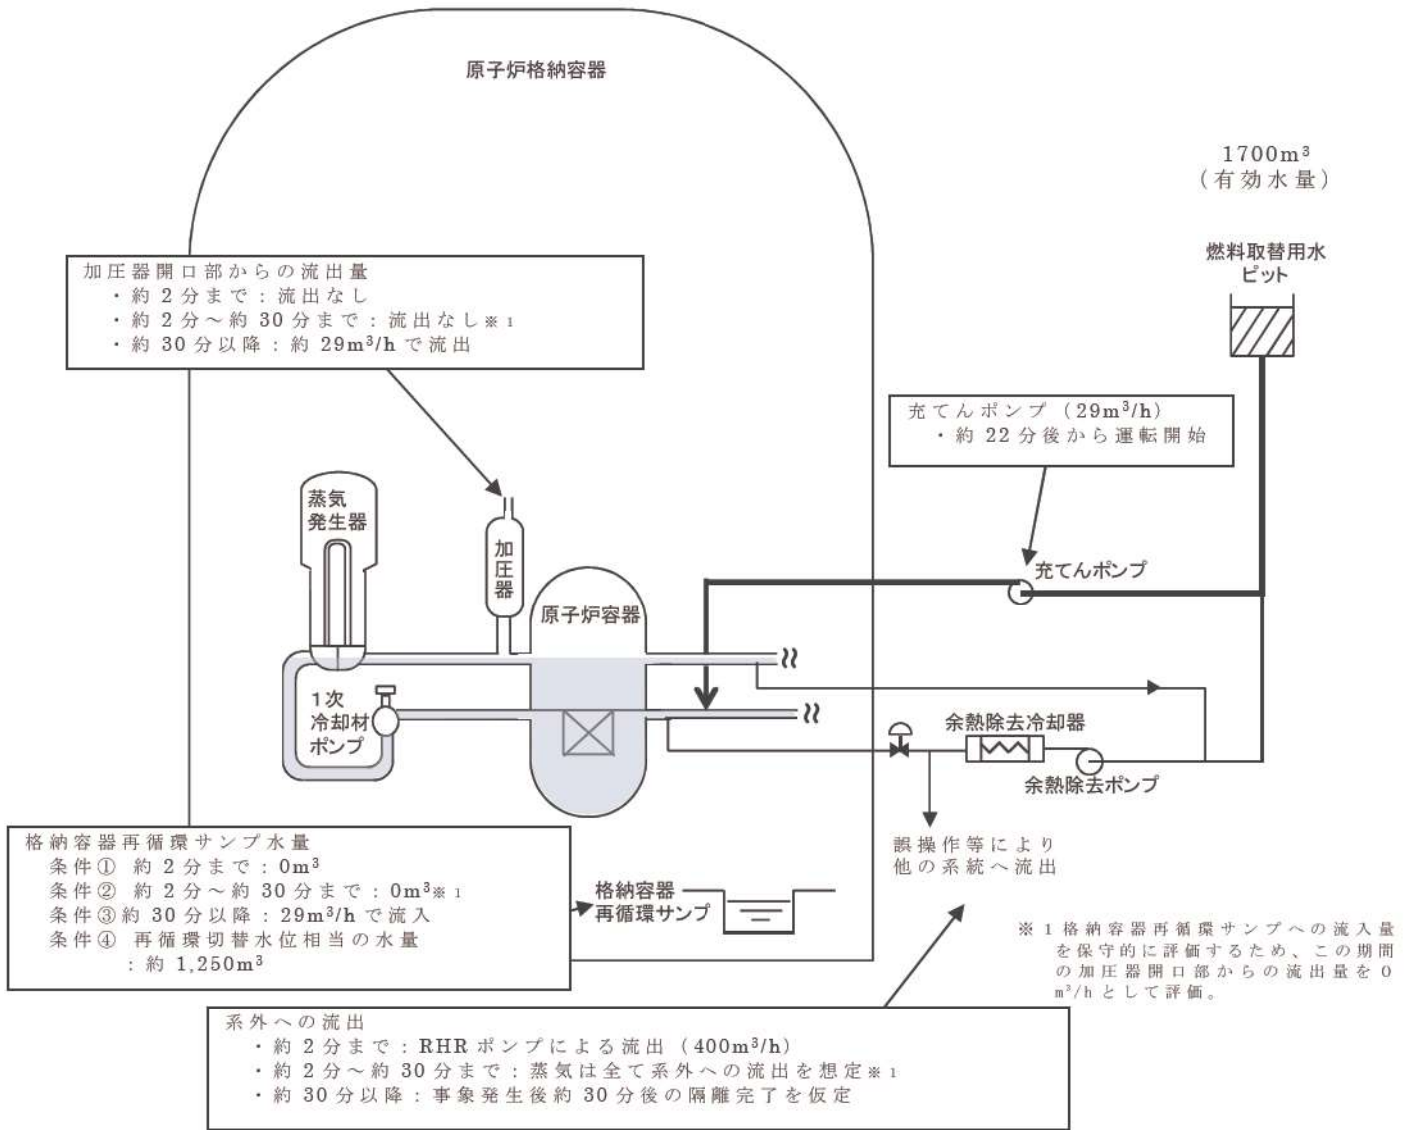 原子炉格納容器
1700m³
（有効水量）
燃料取替用水
ピット
加圧器開口部からの流出量
・約2分まで：流出なし
・約2分～約30分まで：流出なし※1
・約30分以降：約29m³/hで流出
充てんポンプ（29m³/h）
・約22分後から運転開始
蒸気
発生器
加
圧
器
充てんポンプ
原子炉容器
1次
冷却材
ポンプ
余熱除去冷却器
余熱除去ポンプ
格納容器再循環サンプ水量
条件① 約2分まで：0m³
条件② 約2分～約30分まで：0m³※1
条件③約30分以降：29m³/hで流入
条件④ 再循環切替水位相当の水量
：約1,250m³
格納容器
再循環サンプ
誤操作等により
他の系統へ流出
※1格納容器再循環サンプへの流入量
を保守的に評価するため、この期間
の加圧器開口部からの流出量を0
m³/hとして評価。
系外への流出
・約2分まで：RHRポンプによる流出（400m³/h）
・約2分～約30分まで：蒸気は全て系外への流出を想定※1
・約30分以降：事象発生後約30分後の隔離完了を仮定